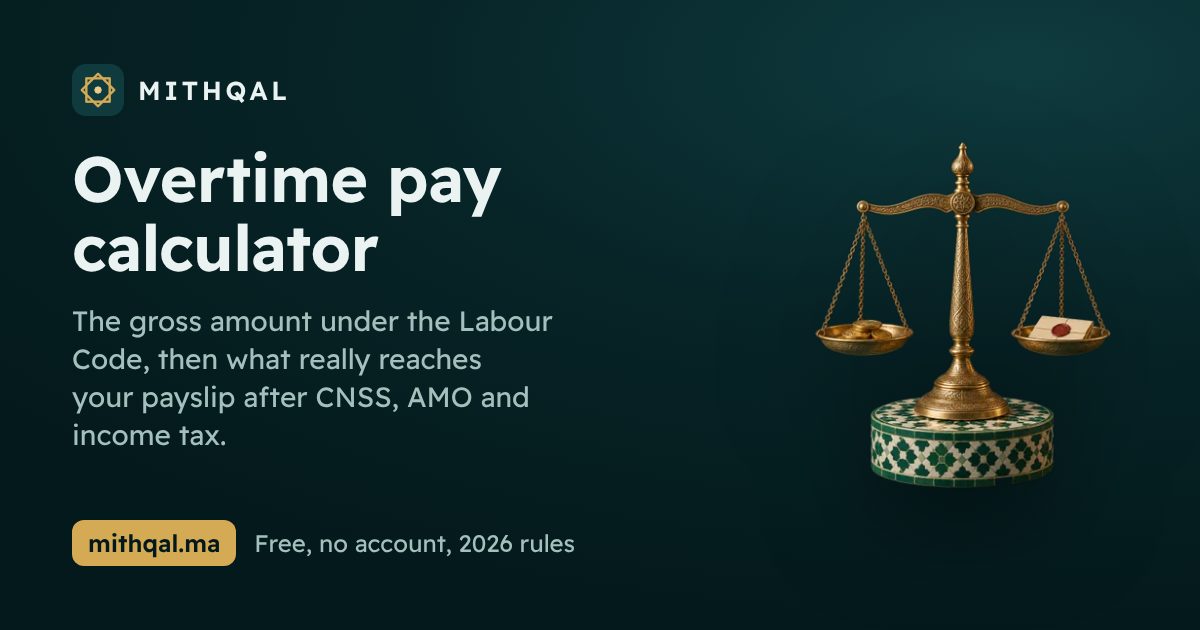 MITHQAL
Overtime pay
calculator
The gross amount under the Labour
Code, then what really reaches
your payslip after CNSS, AMO and
income tax.
mithqal.ma
Free, no account, 2026 rules